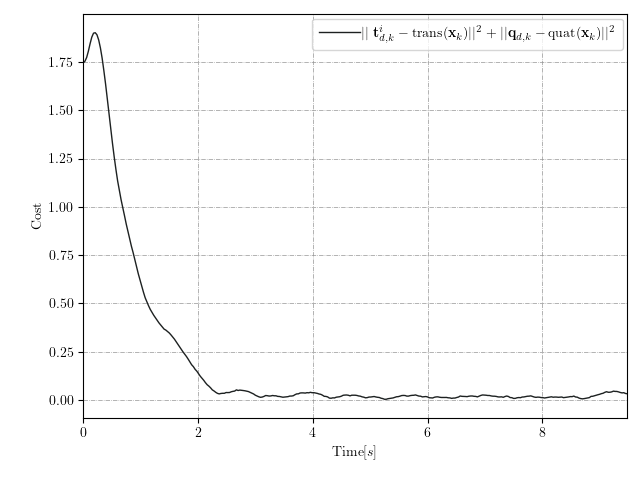 || t^i_{d,k} − trans(x_k)||² + ||q_{d,k} − quat(x_k)||²
1.75
1.50
1.25
1.00
0.75
0.50
0.25
0.00
Cost
0 2 4 6 8
Time[s]